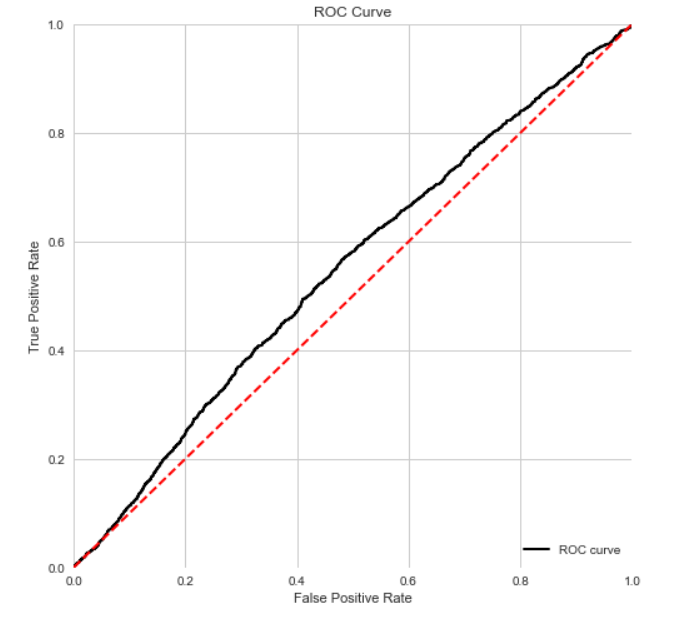 ROC Curve
1.0
0.8
0.6
0.4
0.2
0.0
True Positive Rate
ROC curve
0.0 0.2 0.4 0.6 0.8 1.0
False Positive Rate